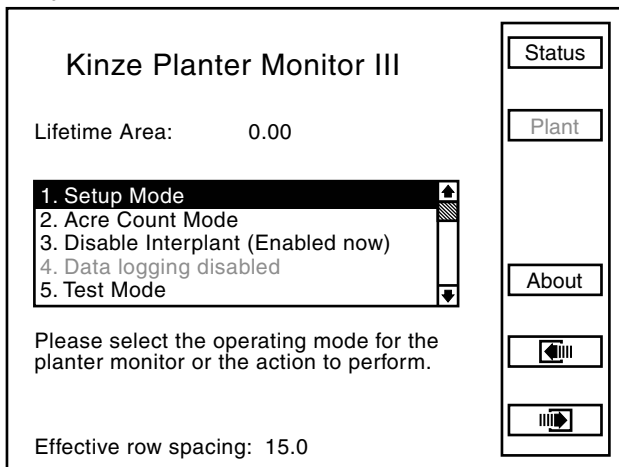 Kinze Planter Monitor III
Lifetime Area: 0.00
1. Setup Mode
2. Acre Count Mode
3. Disable Interplant (Enabled now)
4. Data logging disabled
5. Test Mode
Please select the operating mode for the
planter monitor or the action to perform.
Effective row spacing: 15.0
Status
Plant
About